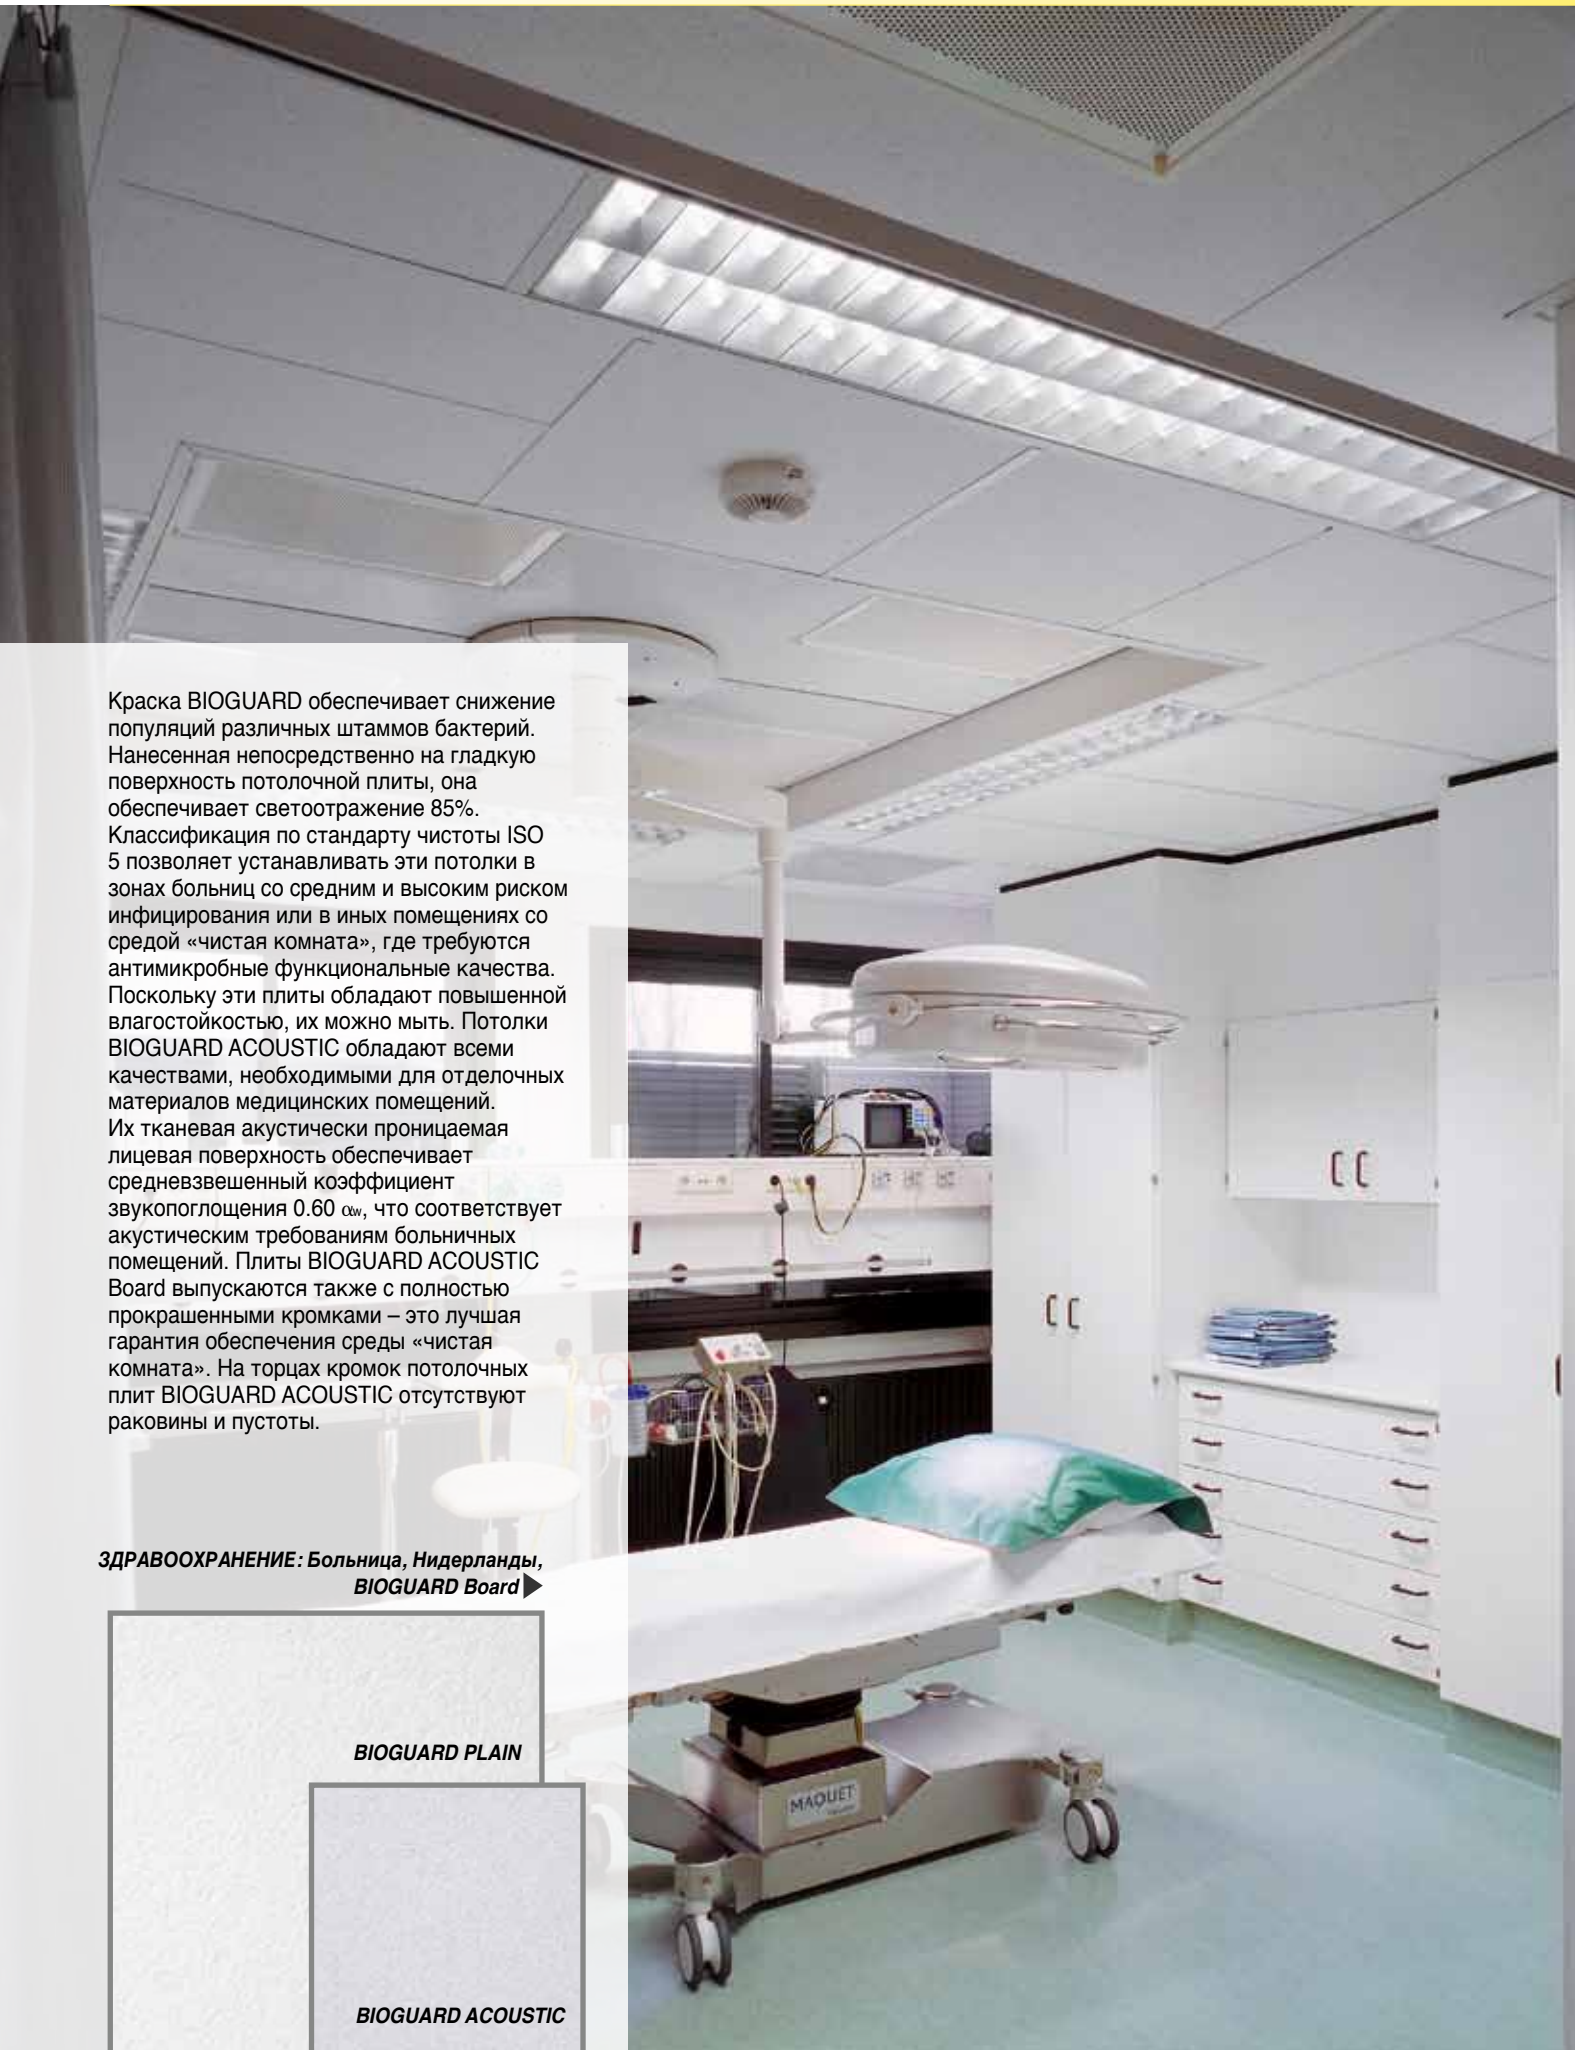 Краска BIOGUARD обеспечивает снижение
популяций различных штаммов бактерий.
Нанесенная непосредственно на гладкую
поверхность потолочной плиты, она
обеспечивает светоотражение 85%.
Классификация по стандарту чистоты ISO
5 позволяет устанавливать эти потолки в
зонах больниц со средним и высоким риском
инфицирования или в иных помещениях со
средой «чистая комната», где требуются
антимикробные функциональные качества.
Поскольку эти плиты обладают повышенной
влагостойкостью, их можно мыть. Потолки
BIOGUARD ACOUSTIC обладают всеми
качествами, необходимыми для отделочных
материалов медицинских помещений.
Их тканевая акустически проницаемая
лицевая поверхность обеспечивает
средневзвешенный коэффициент
звукопоглощения 0.60 αw, что соответствует
акустическим требованиям больничных
помещений. Плиты BIOGUARD ACOUSTIC
Board выпускаются также с полностью
прокрашенными кромками – это лучшая
гарантия обеспечения среды «чистая
комната». На торцах кромок потолочных
плит BIOGUARD ACOUSTIC отсутствуют
раковины и пустоты.
ЗДРАВООХРАНЕНИЕ: Больница, Нидерланды,
BIOGUARD Board
BIOGUARD PLAIN
BIOGUARD ACOUSTIC
MAQUET